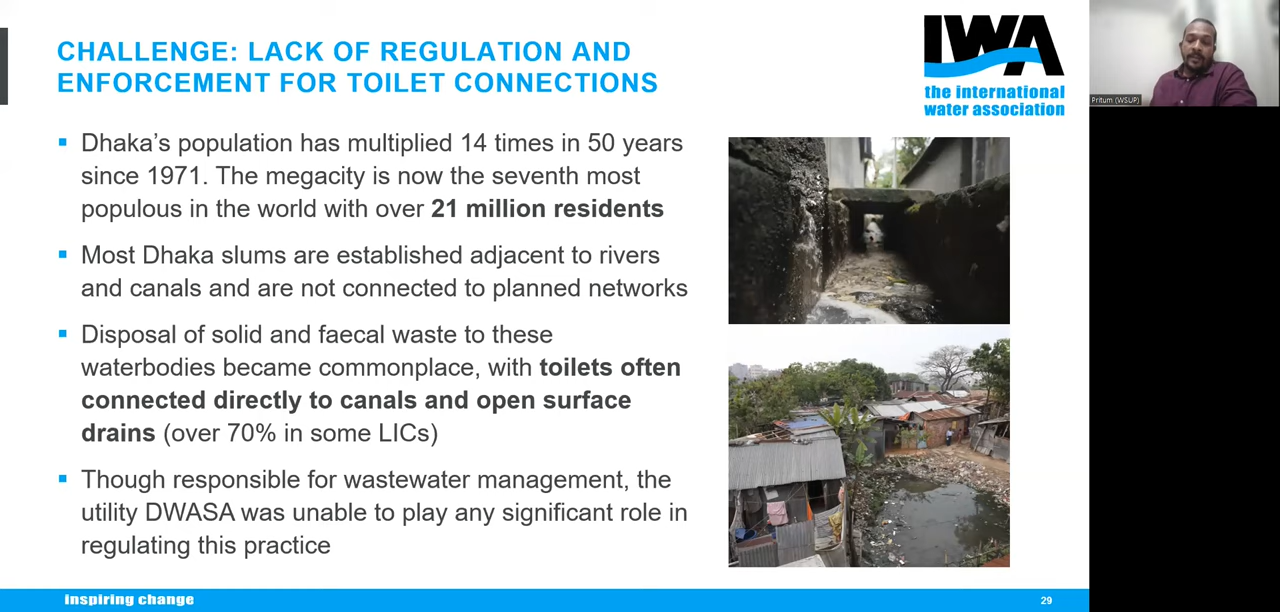 CHALLENGE: LACK OF REGULATION AND
ENFORCEMENT FOR TOILET CONNECTIONS
IWA
the international
water association
Pritum (WSUP)
▪ Dhaka’s population has multiplied 14 times in 50 years
since 1971. The megacity is now the seventh most
populous in the world with over 21 million residents
▪ Most Dhaka slums are established adjacent to rivers
and canals and are not connected to planned networks
▪ Disposal of solid and faecal waste to these
waterbodies became commonplace, with toilets often
connected directly to canals and open surface
drains (over 70% in some LICs)
▪ Though responsible for wastewater management, the
utility DWASA was unable to play any significant role in
regulating this practice
inspiring change
29